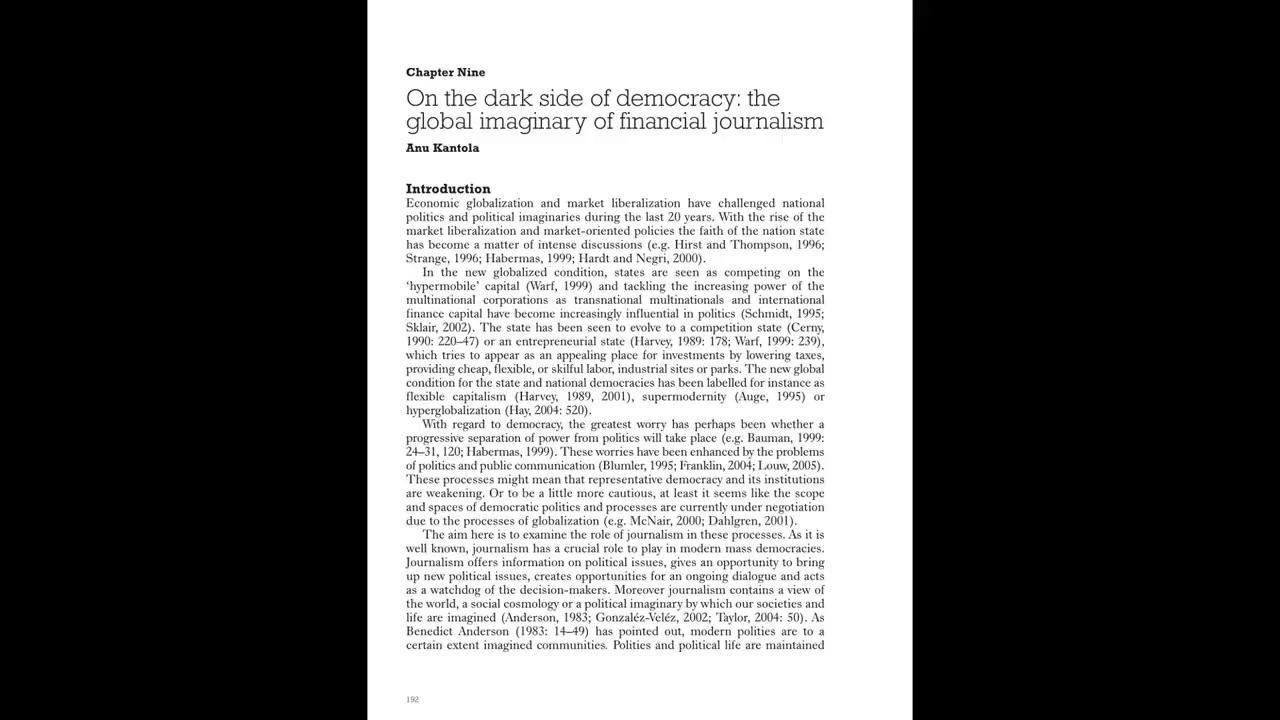 Chapter Nine
On the dark side of democracy: the
global imaginary of financial journalism
Anu Kantola
Introduction
Economic globalization and market liberalization have challenged national
politics and political imaginaries during the last 20 years. With the rise of the
market liberalization and market-oriented policies the faith of the nation state
has become a matter of intense discussions (e.g. Hirst and Thompson, 1996;
Strange, 1996; Habermas, 1999; Hardt and Negri, 2000).
In the new globalized condition, states are seen as competing on the
‘hypermobile’ capital (Warf, 1999) and tackling the increasing power of the
multinational corporations as transnational multinationals and international
finance capital have become increasingly influential in politics (Schmidt, 1995;
Sklair, 2002). The state has been seen to evolve to a competition state (Cerny,
1990: 220–47) or an entrepreneurial state (Harvey, 1989: 178; Warf, 1999: 239),
which tries to appear as an appealing place for investments by lowering taxes,
providing cheap, flexible, or skilful labor, industrial sites or parks. The new global
condition for the state and national democracies has been labelled for instance as
flexible capitalism (Harvey, 1989, 2001), supermodernity (Auge, 1995) or
hyperglobalization (Hay, 2004: 520).
With regard to democracy, the greatest worry has perhaps been whether a
progressive separation of power from politics will take place (e.g. Bauman, 1999:
24–31, 120; Habermas, 1999). These worries have been enhanced by the problems
of politics and public communication (Blumler, 1995; Franklin, 2004; Louw, 2005).
These processes might mean that representative democracy and its institutions
are weakening. Or to be a little more cautious, at least it seems like the scope
and spaces of democratic politics and processes are currently under negotiation
due to the processes of globalization (e.g. McNair, 2000; Dahlgren, 2001).
The aim here is to examine the role of journalism in these processes. As it is
well known, journalism has a crucial role to play in modern mass democracies.
Journalism offers information on political issues, gives an opportunity to bring
up new political issues, creates opportunities for an ongoing dialogue and acts
as a watchdog of the decision-makers. Moreover journalism contains a view of
the world, a social cosmology or a political imaginary by which our societies and
life are imagined (Anderson, 1983; Gonzaléz-Veléz, 2002; Taylor, 2004: 50). As
Benedict Anderson (1983: 14–49) has pointed out, modern polities are to a
certain extent imagined communities. Polities and political life are maintained
192